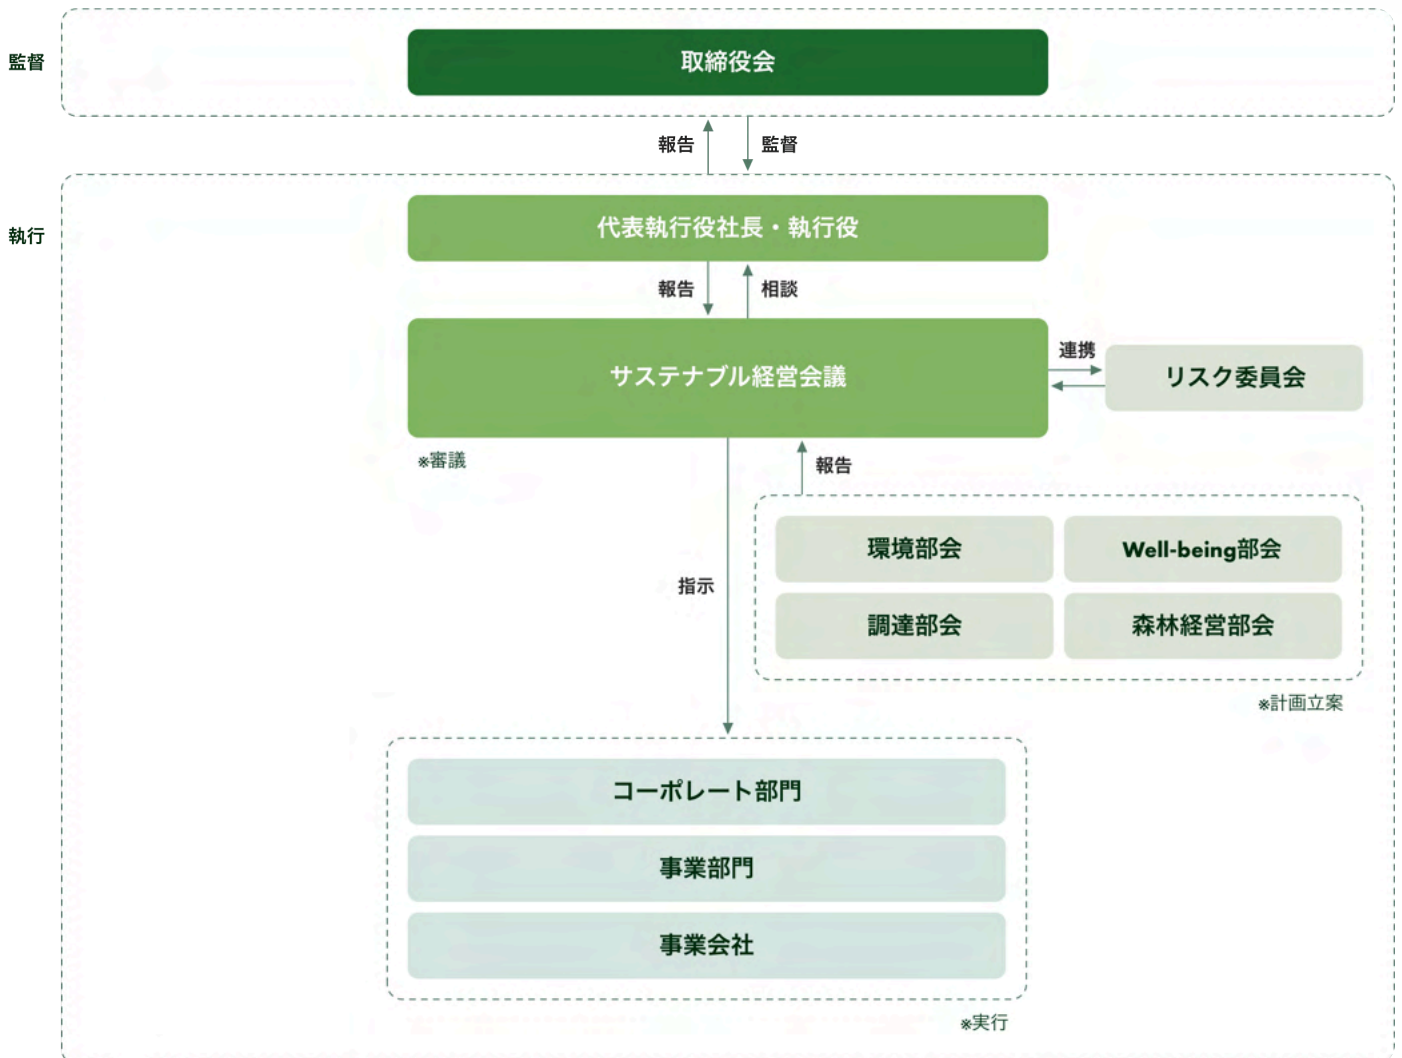 監督
取締役会
報告
監督
執行
代表執行役社長・執行役
報告
相談
サステナブル経営会議
連携
リスク委員会
※審議
報告
環境部会
Well-being部会
指示
調達部会
森林経営部会
※計画立案
コーポレート部門
事業部門
事業会社
※実行